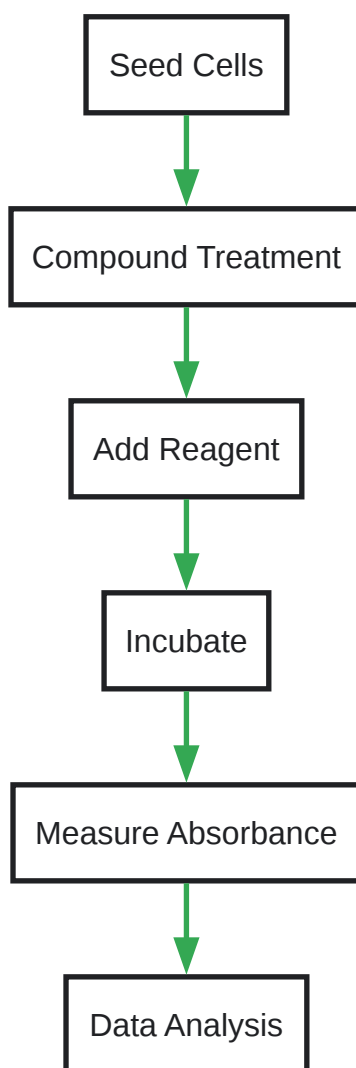 Seed Cells
Compound Treatment
Add Reagent
Incubate
Measure Absorbance
Data Analysis